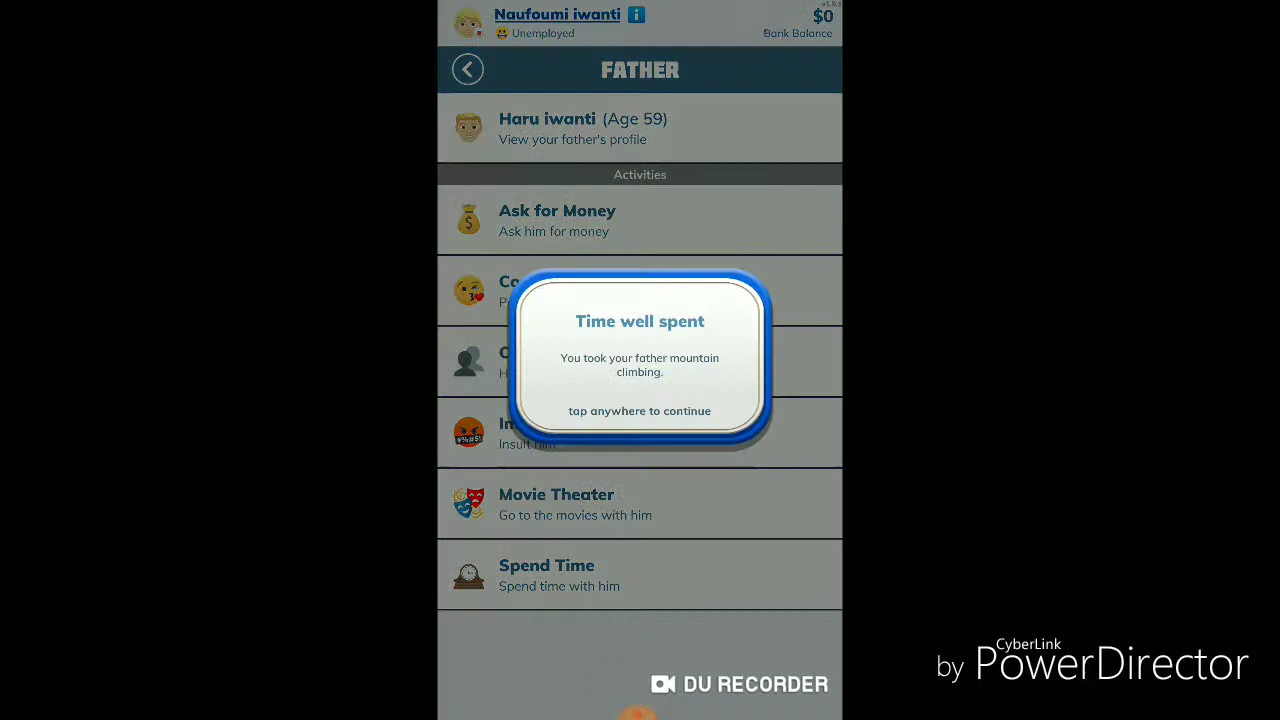 v1.9.1
Naufoumi iwanti
$0
Unemployed
Bank Balance
FATHER
Haru iwanti (Age 59)
View your father's profile
Activities
Ask for Money
Ask him for money
Time well spent
You took your father mountain
climbing.
tap anywhere to continue
Insult him
Movie Theater
Go to the movies with him
Spend Time
Spend time with him
CyberLink
by PowerDirector
DU RECORDER